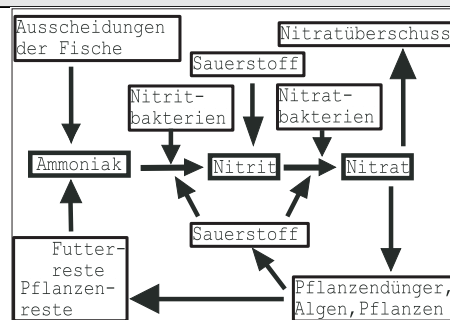 Ausscheidungen
der Fische
Nitratüberschuss
Sauerstoff
Nitrit-
bakterien
Nitrat-
bakterien
Ammoniak
Nitrit
Nitrat
Sauerstoff
Futter-
reste
Pflanzen-
reste
Pflanzendünger,
Algen,Pflanzen